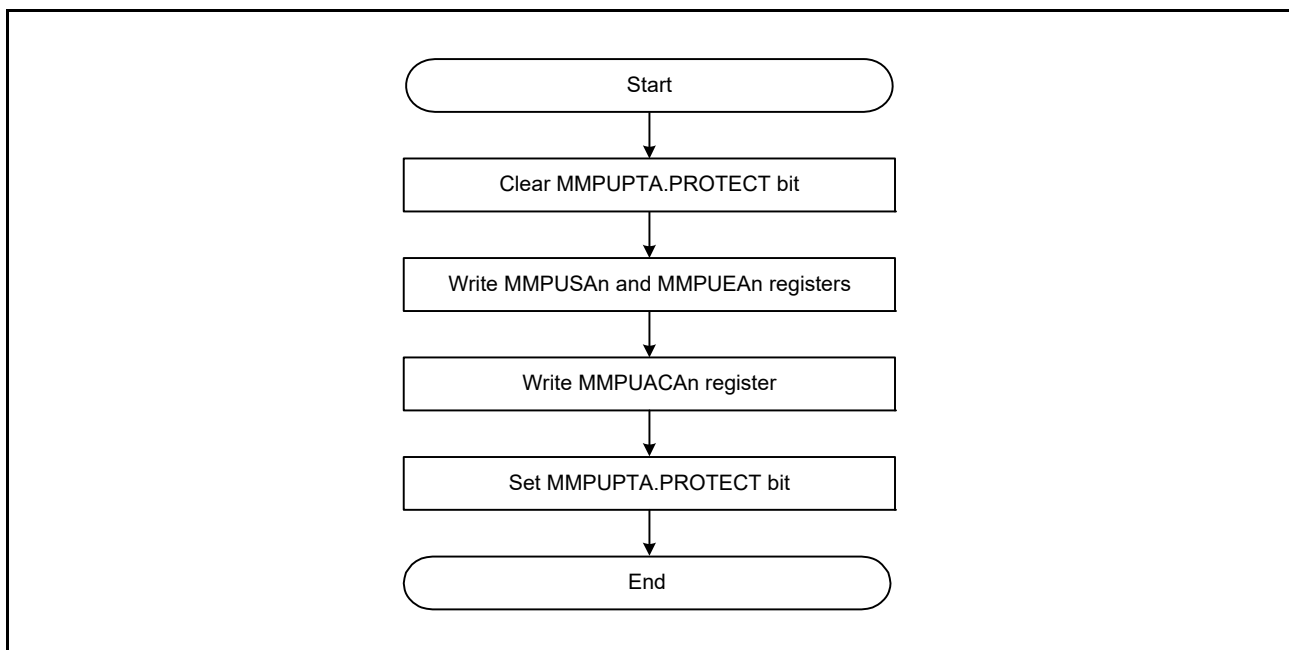 Start
Clear MMPUPTA.PROTECT bit
Write MMPUSAn and MMPUEAn registers
Write MMPUACAn register
Set MMPUPTA.PROTECT bit
End